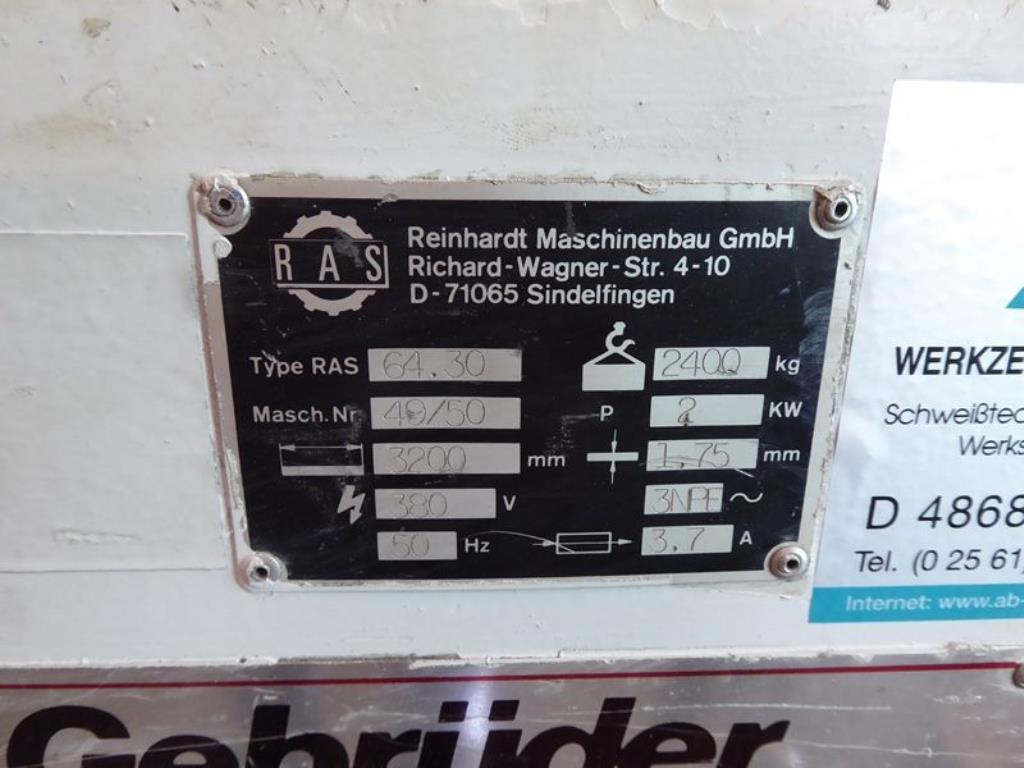 RAS
Reinhardt Maschinenbau GmbH
Richard-Wagner-Str. 4-10
D-71065 Sindelfingen
Type RAS 64.30 2400 kg
Masch. Nr. 49/50 P 2 KW
3200 mm 1,75 mm
380 V 3NPE ~
50 Hz 3,7 A
WERKZE
Schweißtec
Werks
D 4868
Tel. (0 25 61)
Internet: www.ab-
Gebrüder